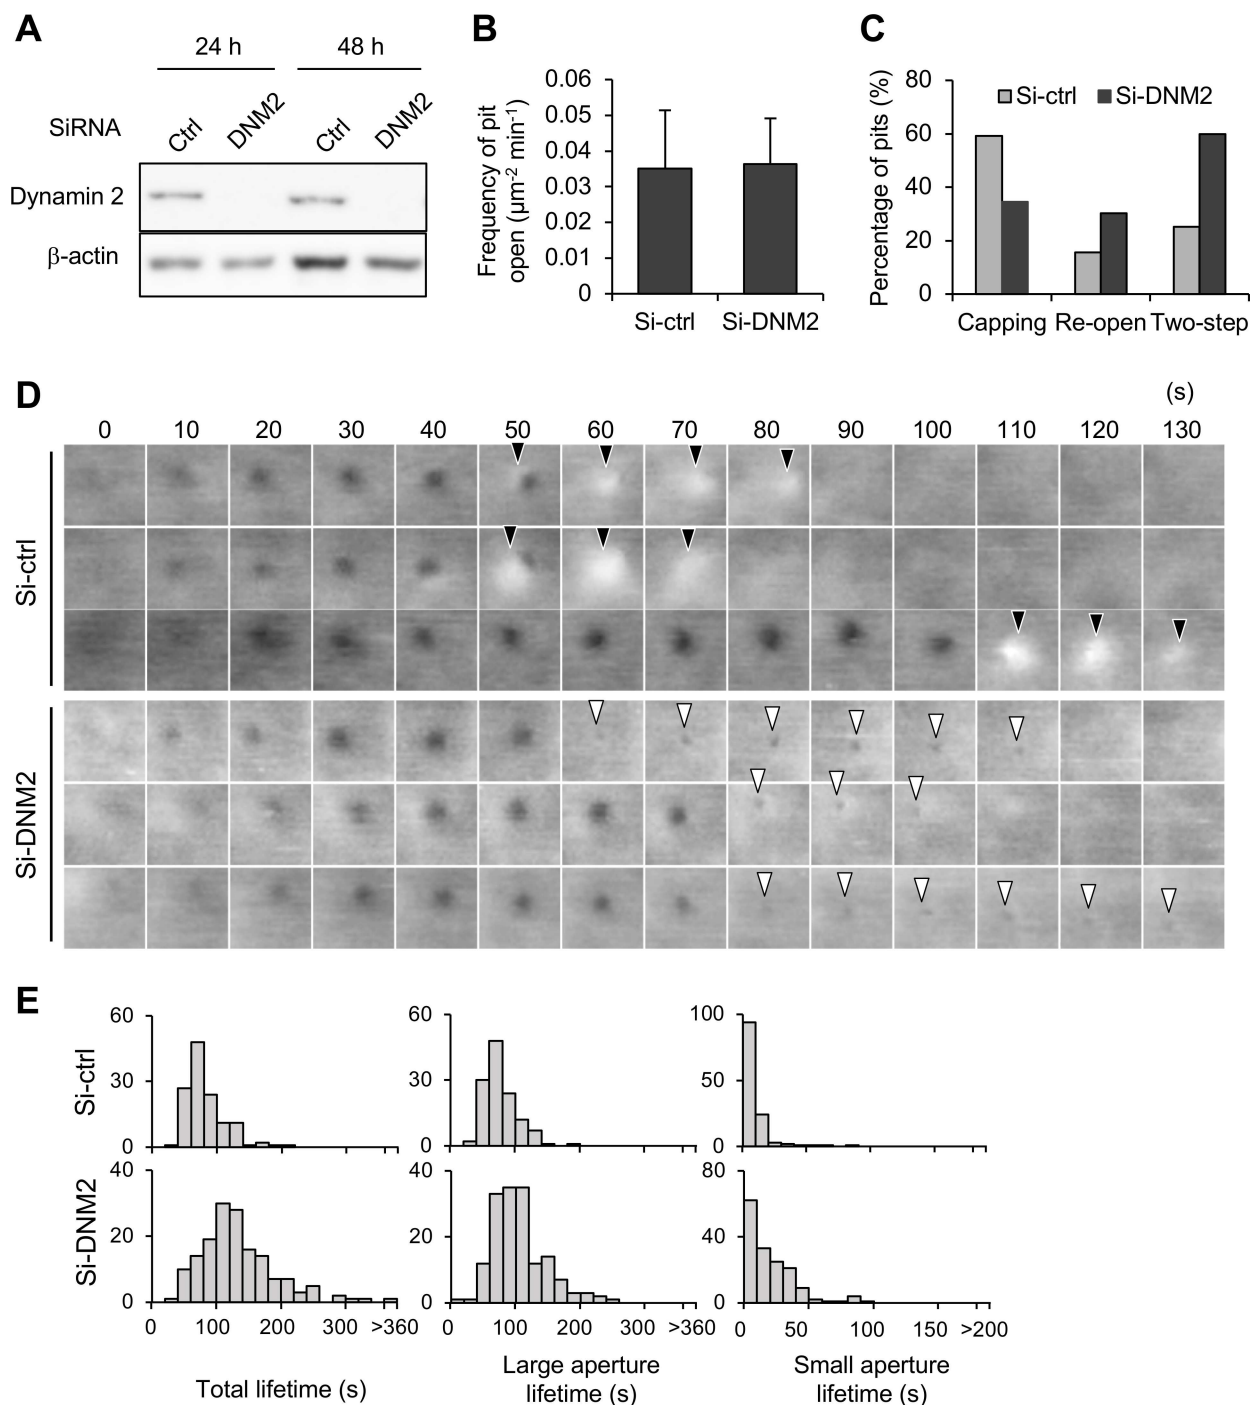 A
24 h 48 h
SiRNA Ctrl DNM2 Ctrl DNM2
Dynamin 2
β-actin
B
Frequency of pit
open (µm-2 min-1)
0.06
0.05
0.04
0.03
0.02
0.01
0
Si-ctrl Si-DNM2
C
Percentage of pits (%)
80
60
40
20
0
Si-ctrl Si-DNM2
Capping Re-open Two-step
D
(s)
0 10 20 30 40 50 60 70 80 90 100 110 120 130
Si-ctrl
Si-DNM2
E
Si-ctrl
60
30
0
60
30
0
100
50
0
Si-DNM2
40
20
0
40
20
0
80
40
0
0 100 200 300 >360
0 100 200 300 >360
0 50 100 150 >200
Total lifetime (s)
Large aperture
lifetime (s)
Small aperture
lifetime (s)